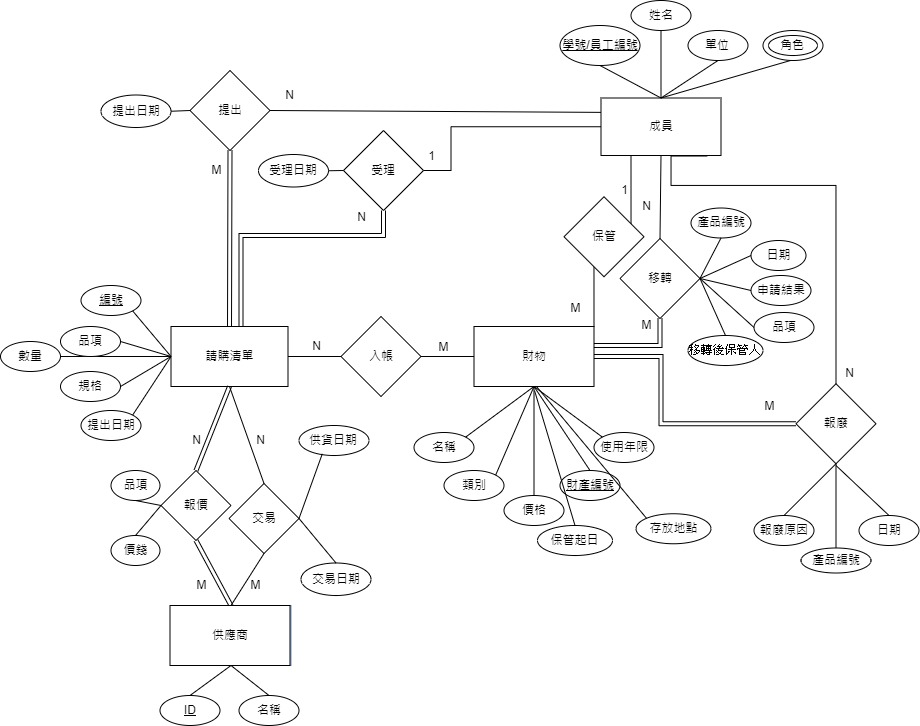 姓名
學號/員工編號
單位
角色
提出日期
提出
N
成員
M
受理日期
受理
1
N
1
N
保管
產品編號
移轉
日期
申請結果
品項
移轉後保管人
M
M
編號
品項
數量
規格
提出日期
請購清單
N
入帳
M
財物
N
M
報廢
名稱
使用年限
類別
財產編號
價格
保管起日
存放地點
報廢原因
產品編號
日期
N
N
供貨日期
品項
報價
交易
價錢
交易日期
M
M
供應商
ID
名稱